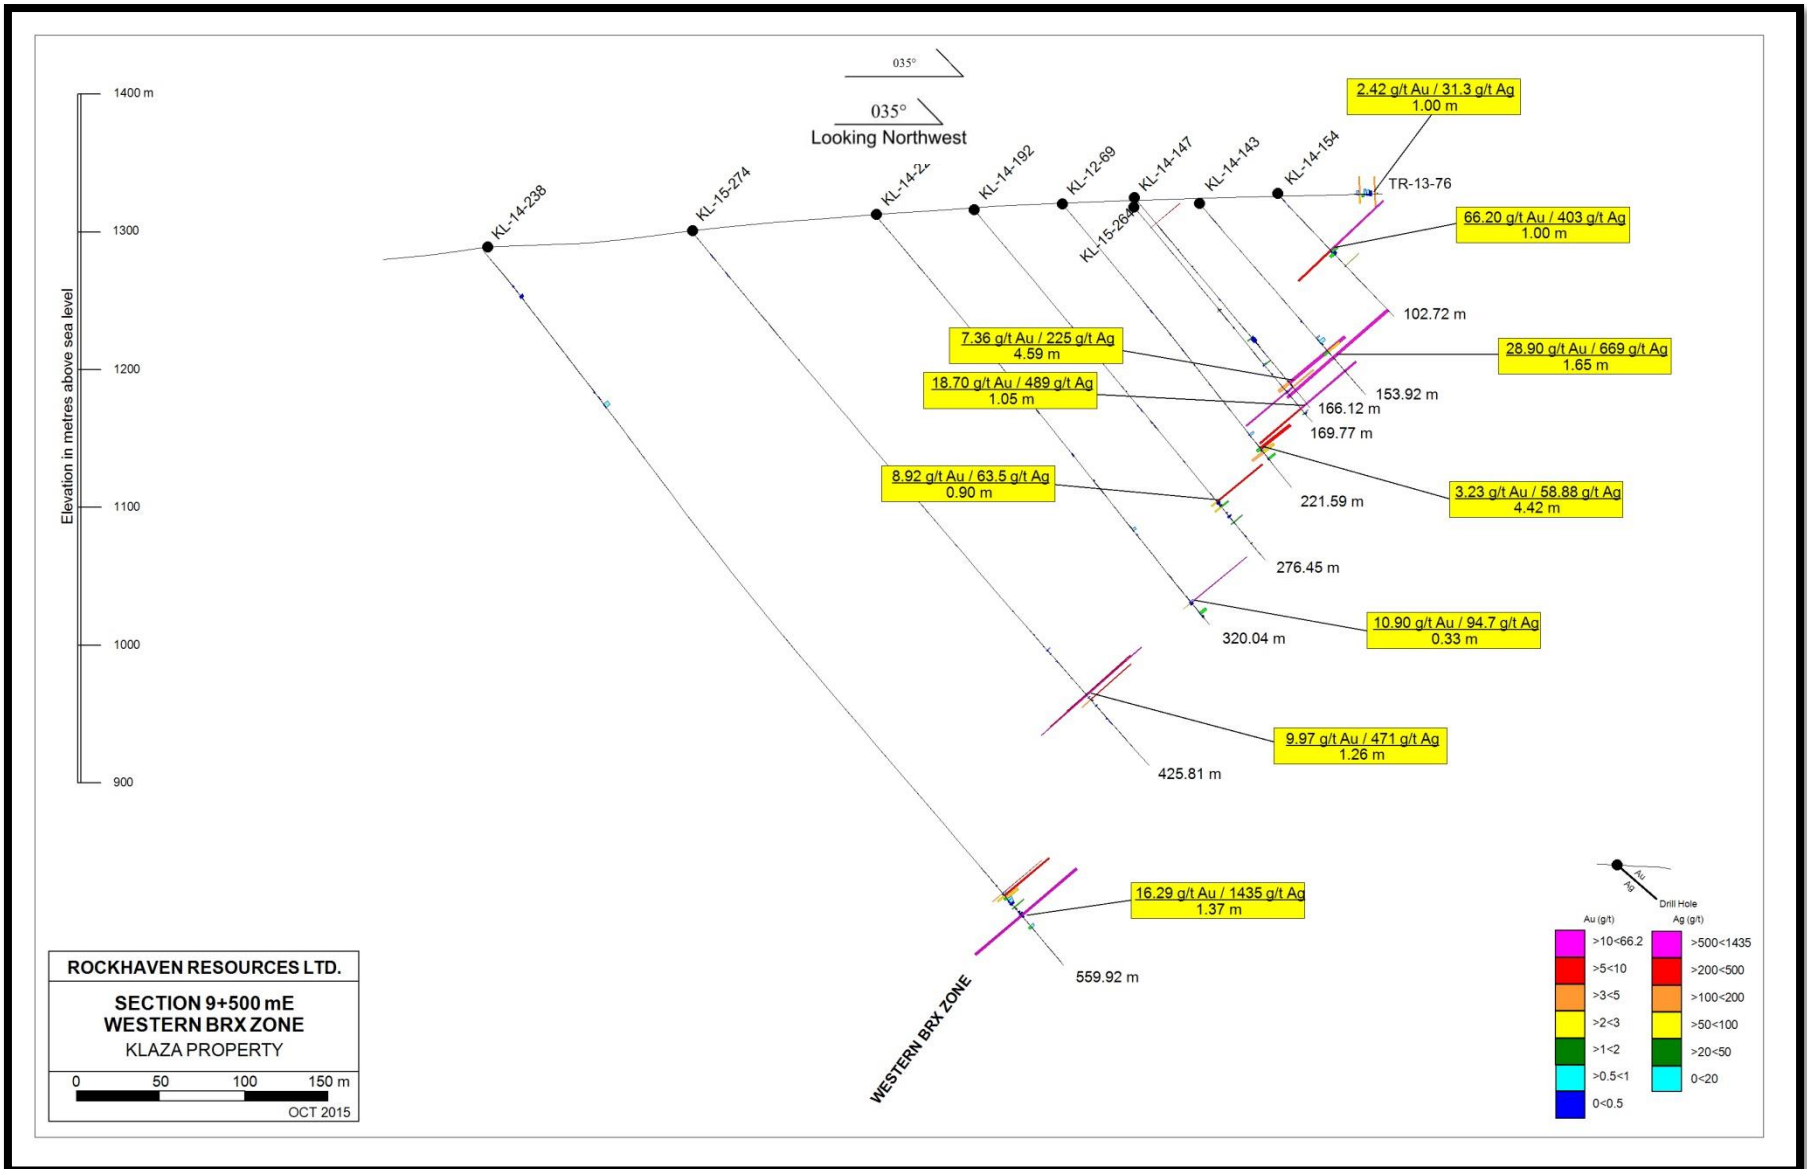 035°
035°
Looking Northwest
1400 m
1300
1200
1100
1000
900
Elevation in metres above sea level
KL-14-238
KL-15-274
KL-14-192
KL-12-69
KL-14-147
KL-15-264
KL-14-143
KL-14-154
TR-13-76
2.42 g/t Au / 31.3 g/t Ag
1.00 m
66.20 g/t Au / 403 g/t Ag
1.00 m
102.72 m
7.36 g/t Au / 225 g/t Ag
4.59 m
28.90 g/t Au / 669 g/t Ag
1.65 m
18.70 g/t Au / 489 g/t Ag
1.05 m
153.92 m
166.12 m
169.77 m
8.92 g/t Au / 63.5 g/t Ag
0.90 m
3.23 g/t Au / 58.88 g/t Ag
4.42 m
221.59 m
276.45 m
10.90 g/t Au / 94.7 g/t Ag
0.33 m
320.04 m
9.97 g/t Au / 471 g/t Ag
1.26 m
425.81 m
16.29 g/t Au / 1435 g/t Ag
1.37 m
559.92 m
WESTERN BRX ZONE
ROCKHAVEN RESOURCES LTD.
SECTION 9+500 mE
WESTERN BRX ZONE
KLAZA PROPERTY
0 50 100 150 m
OCT 2015
Au
Ag
Drill Hole
Au (g/t) Ag (g/t)
>10<66.2 >500<1435
>5<10 >200<500
>3<5 >100<200
>2<3 >50<100
>1<2 >20<50
>0.5<1 0<20
0<0.5